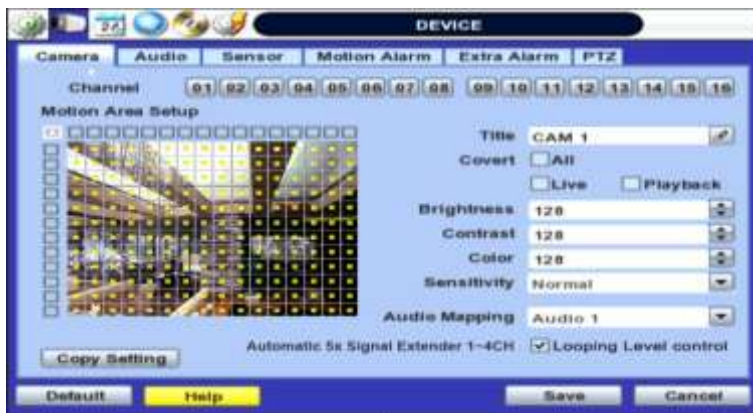 DEVICE
Camera Audio Sensor Motion Alarm Extra Alarm PTZ
Channel 01 02 03 04 05 06 07 08 09 10 11 12 13 14 15 16
Motion Area Setup
Title CAM 1
Covert All
Live Playback
Brightness 128
Contrast 128
Color 128
Sensitivity Normal
Audio Mapping Audio 1
Automatic 5x Signal Extender 1~4CH Looping Level control
Copy Setting
Default Help Save Cancel